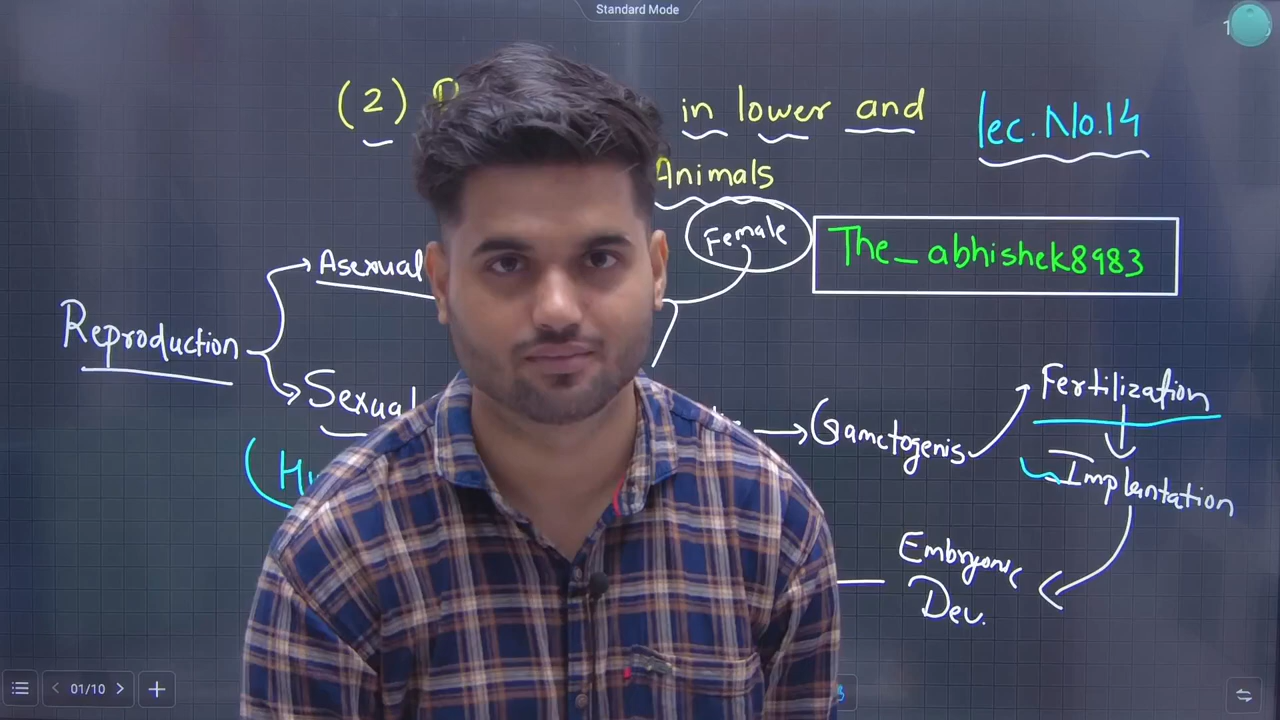 Standard Mode
(2) in lower and
lec. No.14
Animals
Female
The_abhishek8983
Asexual
Reproduction
Sexual
Gametogenis
Fertilization
Implantation
Embryonic
Dev.
01/10